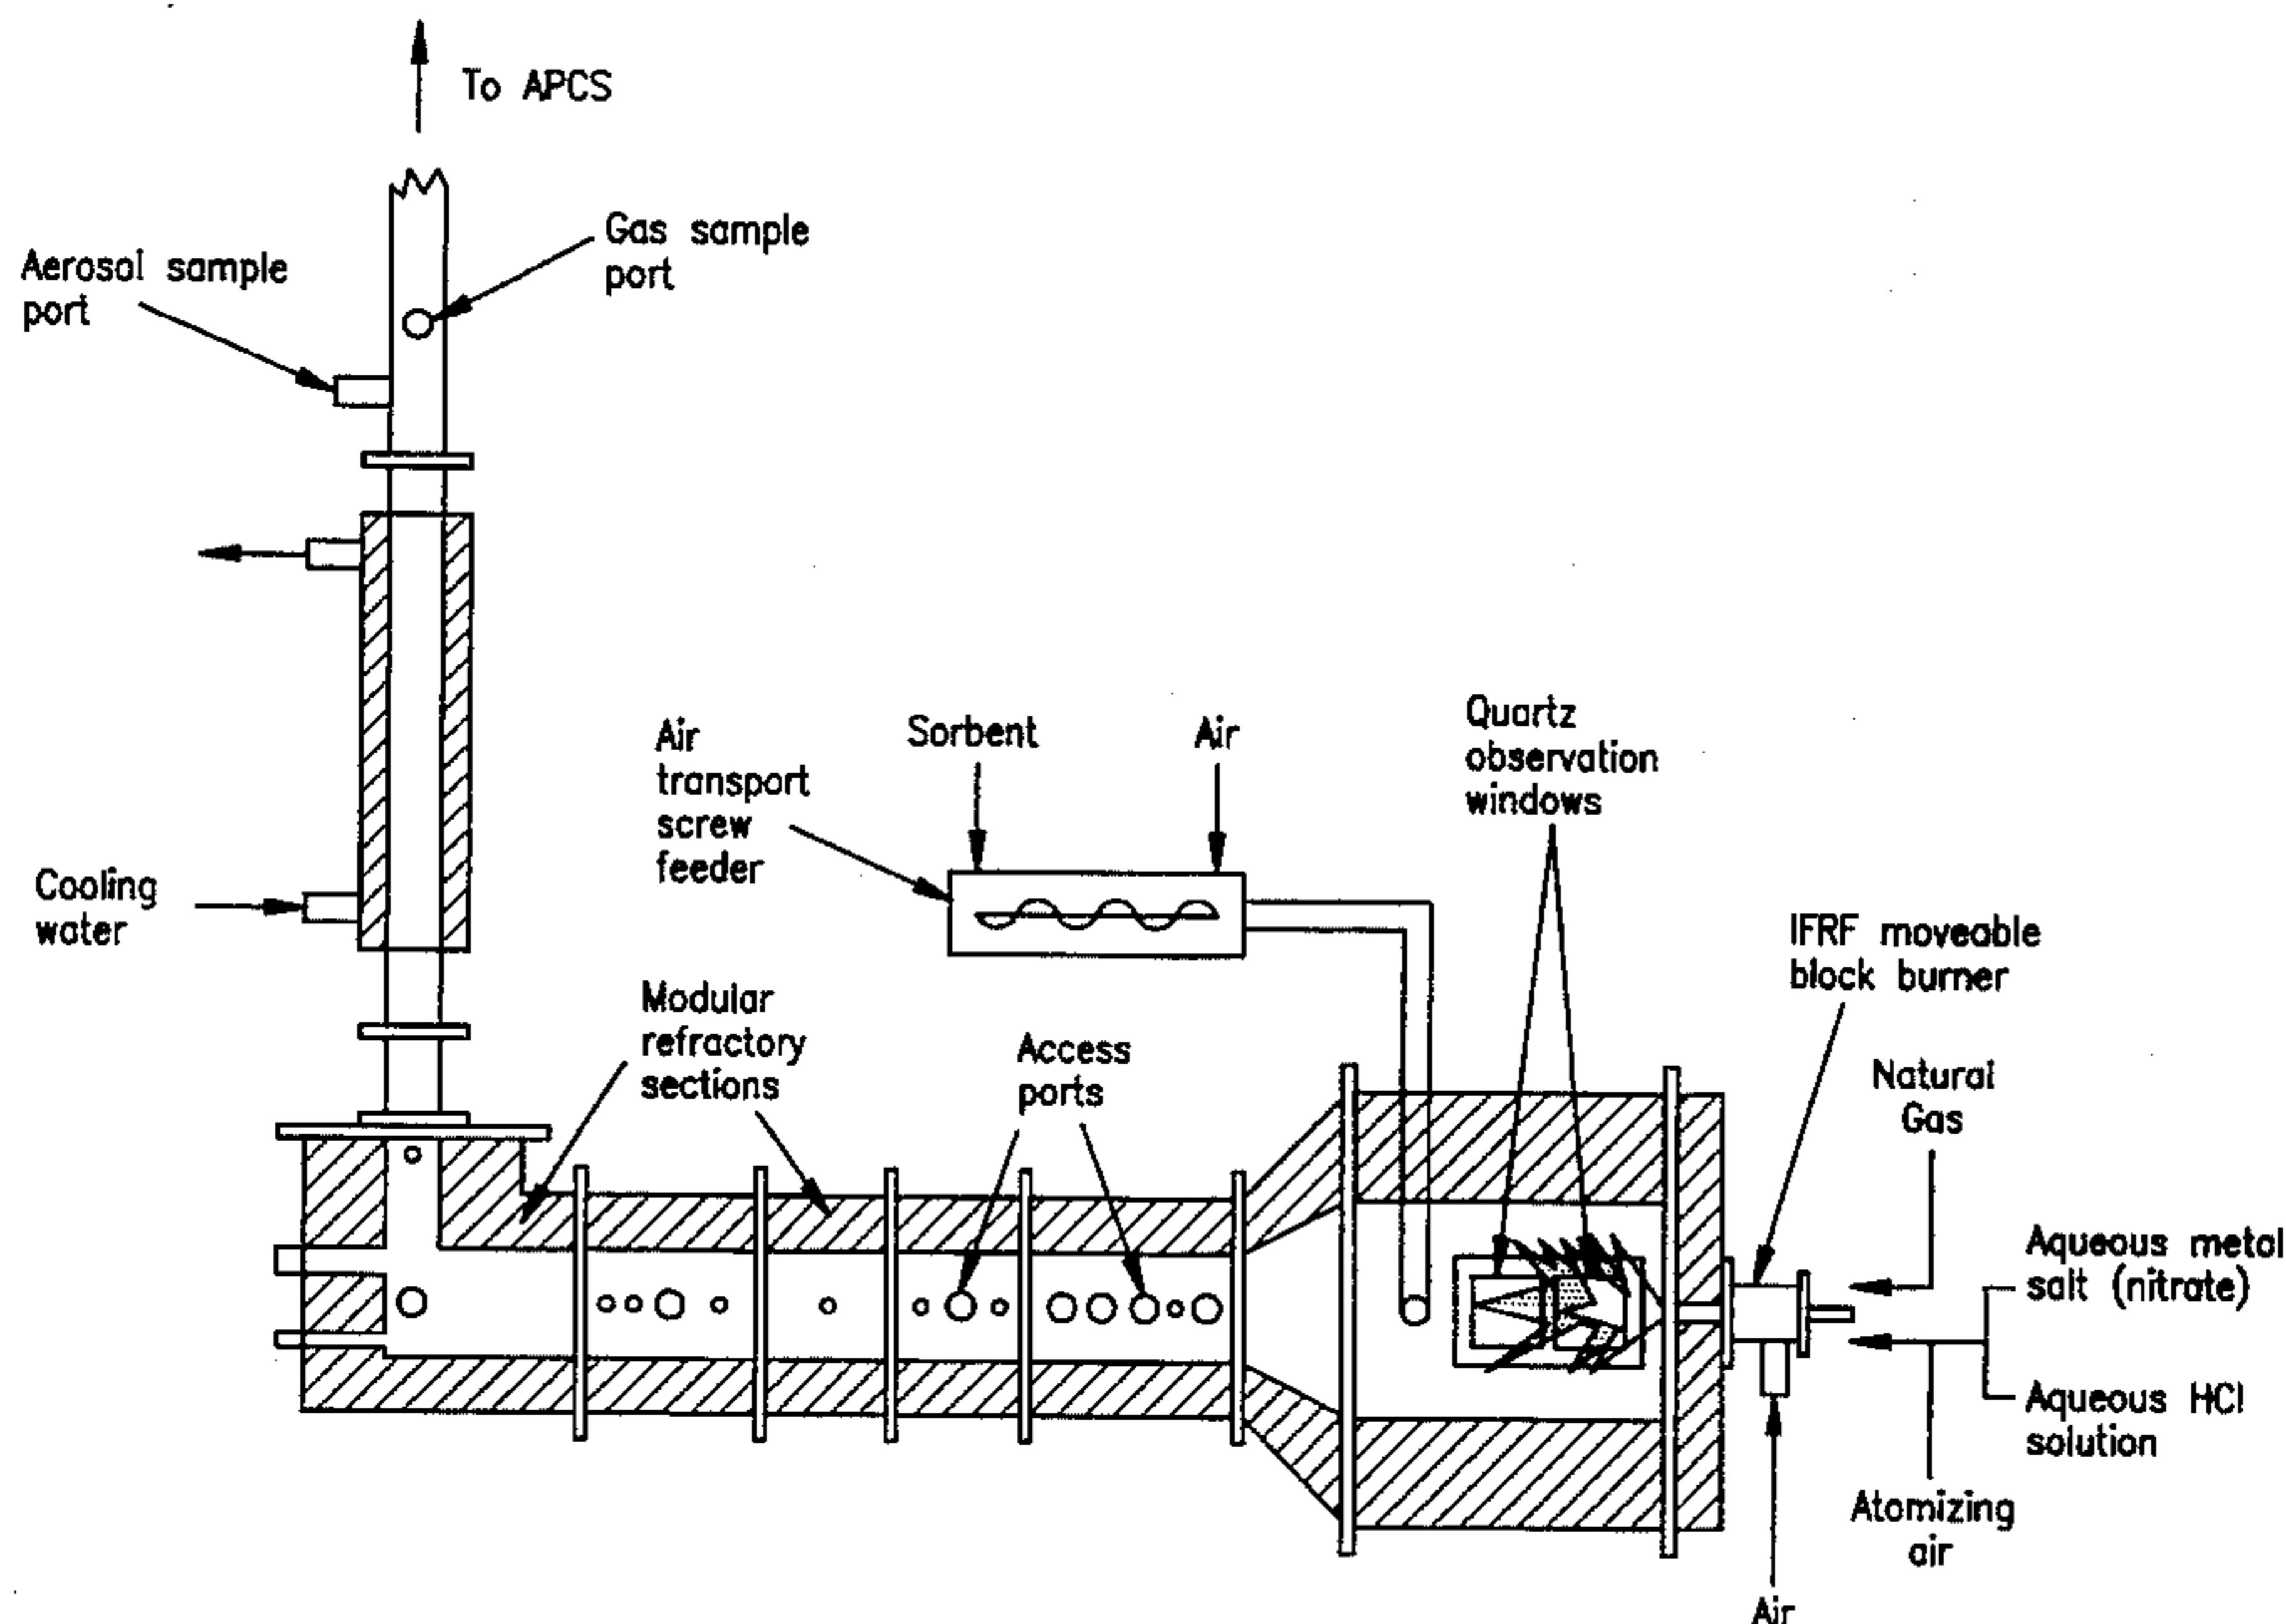 To APCS
Gas sample
port
Aerosol sample
port
Air
transport
screw
feeder
Sorbent
Air
Quartz
observation
windows
Cooling
water
IFRF moveable
block burner
Modular
refractory
sections
Access
ports
Natural
Gas
Aqueous metal
salt (nitrate)
Aqueous HCl
solution
Atomizing
air
Air